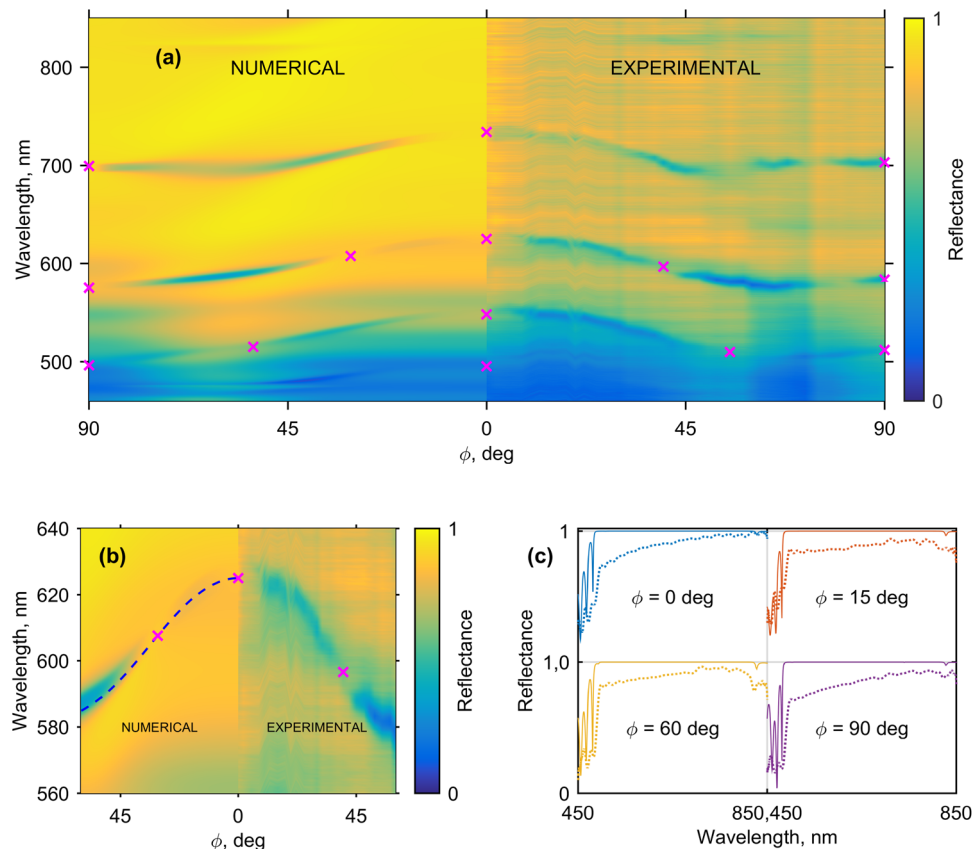 (a)
NUMERICAL
EXPERIMENTAL
Wavelength, nm
800
700
600
500
90
45
0
45
90
ϕ, deg
1
0
Reflectance
(b)
NUMERICAL
EXPERIMENTAL
Wavelength, nm
640
620
600
580
560
45
0
45
ϕ, deg
1
0
Reflectance
(c)
Reflectance
1
1,0
0
ϕ = 0 deg
ϕ = 15 deg
ϕ = 60 deg
ϕ = 90 deg
450
850,450
850
Wavelength, nm